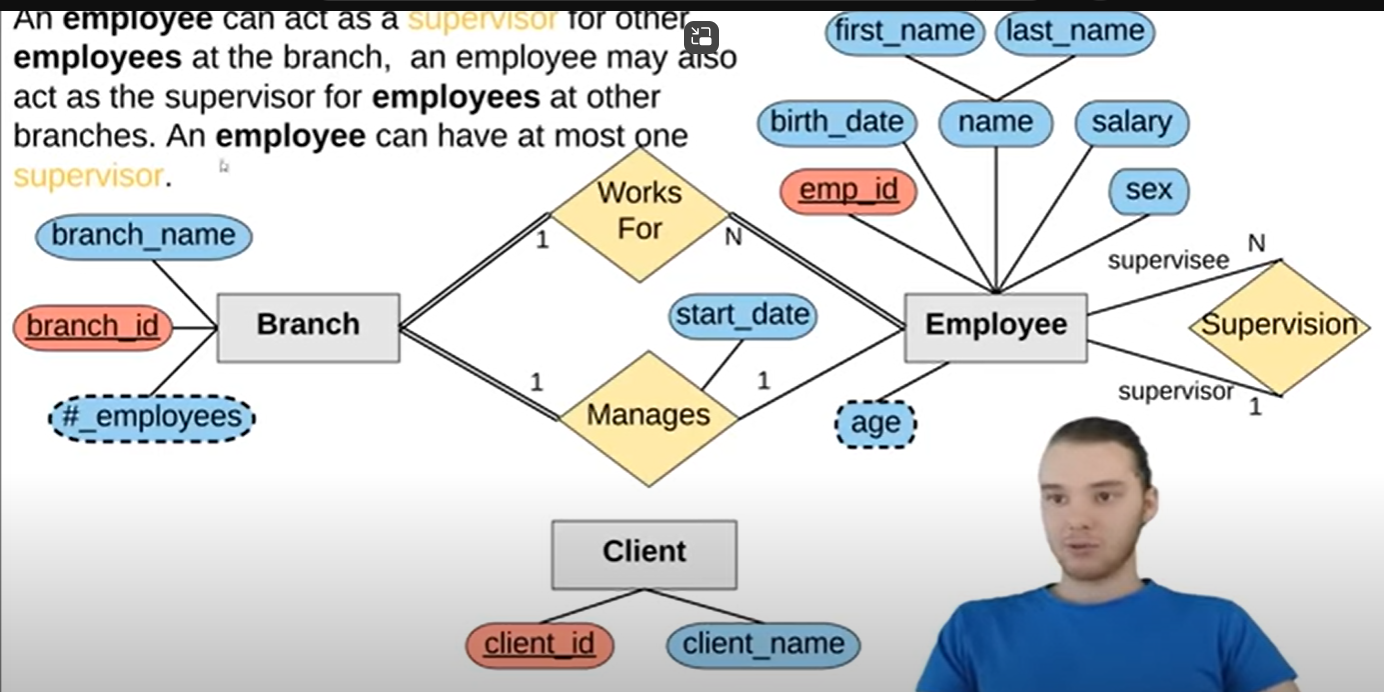 An employee can act as a supervisor for other
employees at the branch, an employee may also
act as the supervisor for employees at other
branches. An employee can have at most one
supervisor.
first_name
last_name
birth_date
name
salary
emp_id
sex
Works
For
1
N
branch_name
branch_id
#_employees
Branch
start_date
Employee
supervisee
N
Supervision
supervisor
1
1
Manages
1
age
Client
client_id
client_name